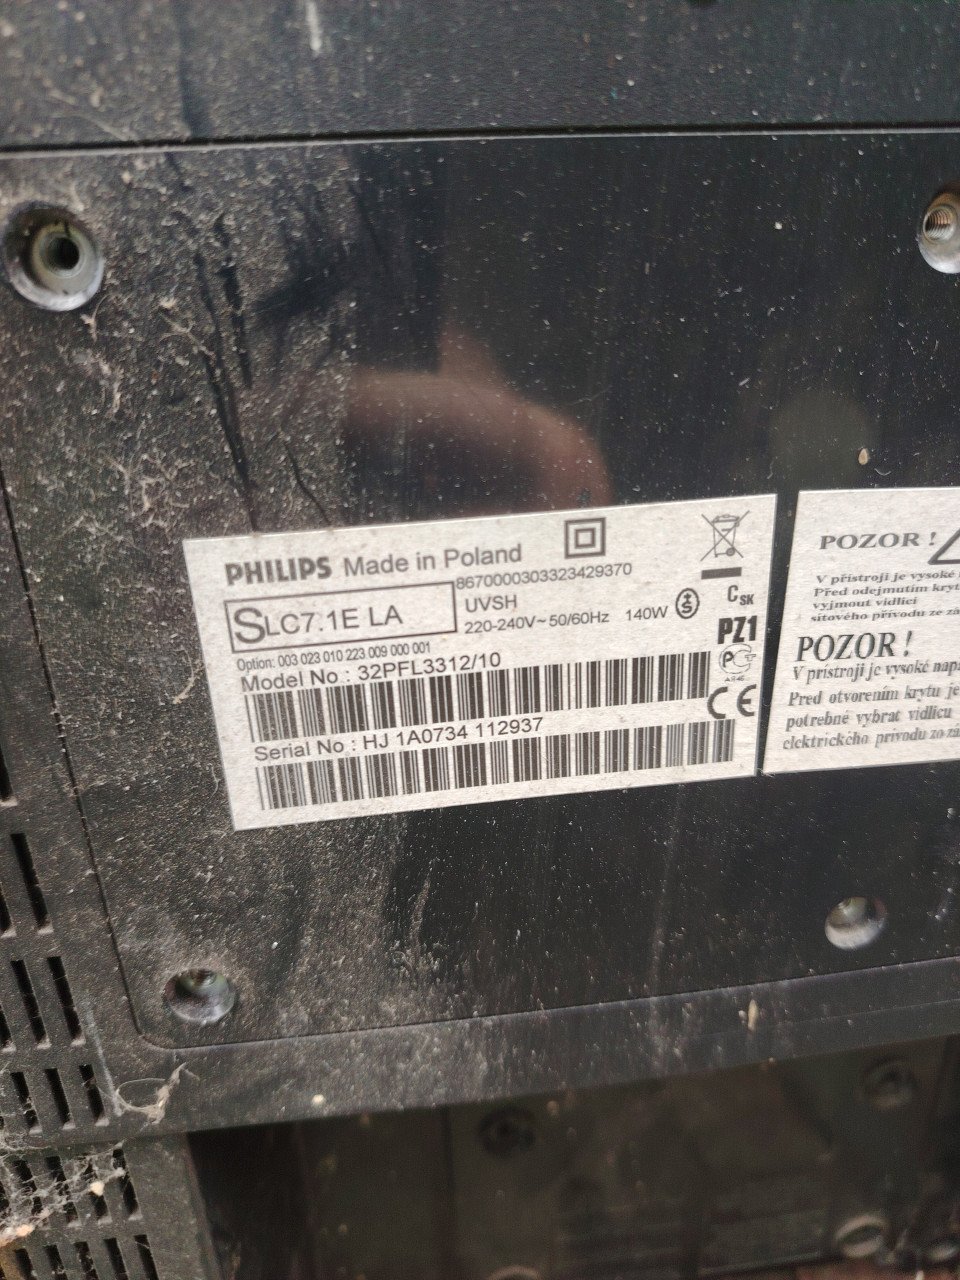 PHILIPS Made in Poland
8670000303323429370
SLC7.1E LA
UVSH
220-240V~50/60Hz 140W
CSK
PZ1
Option: 003 023 010 223 009 000 001
Model No : 32PFL3312/10
Serial No : HJ 1A0734 112937
CE
POZOR !
V přístroji je vysoké
Před odejmutím
vyjmout vidlici
síťového přívodu ze
POZOR !
V prístroji je vysoké
Pred otvorením krytu je
potrebné vybrať vidlicu
elektrického prívodu zo